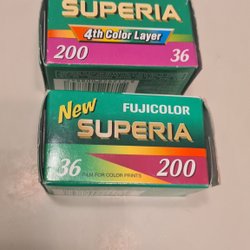 SUPERIA
4th Color Layer
200 36
New FUJICOLOR
SUPERIA
36 200
FILM FOR COLOR PRINTS